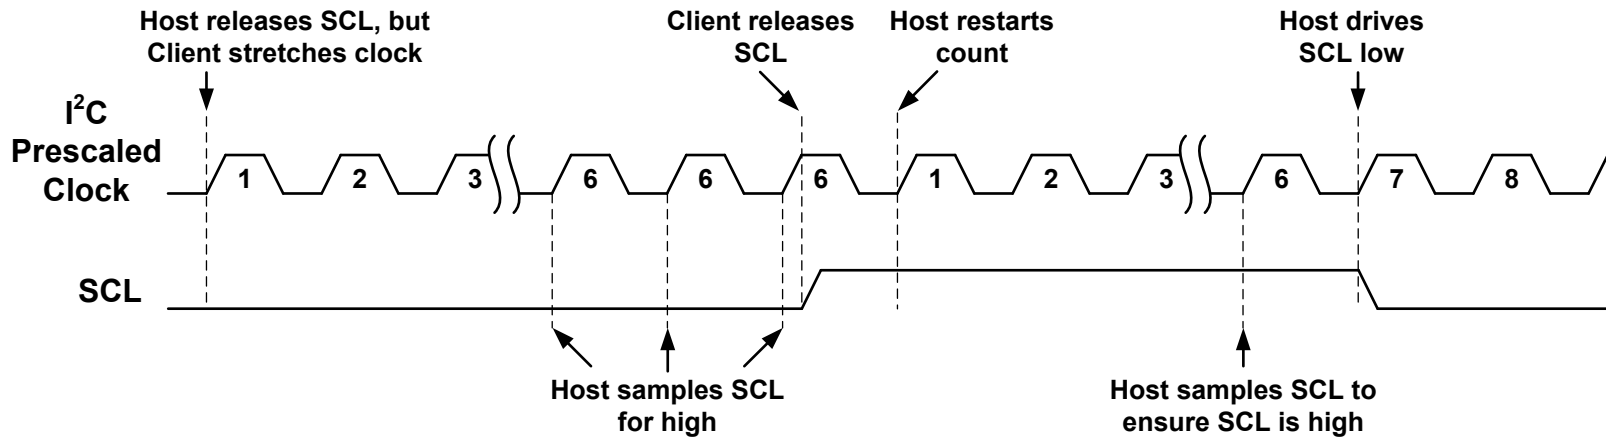 Host releases SCL, but
Client stretches clock
Client releases
SCL
Host restarts
count
Host drives
SCL low
I²C
Prescaled
Clock
1 2 3 6 6 6 1 2 3 6 7 8
SCL
Host samples SCL
for high
Host samples SCL to
ensure SCL is high